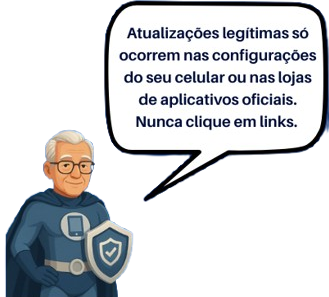 Atualizações legítimas só
ocorrem nas configurações
do seu celular ou nas lojas
de aplicativos oficiais.
Nunca clique em links.